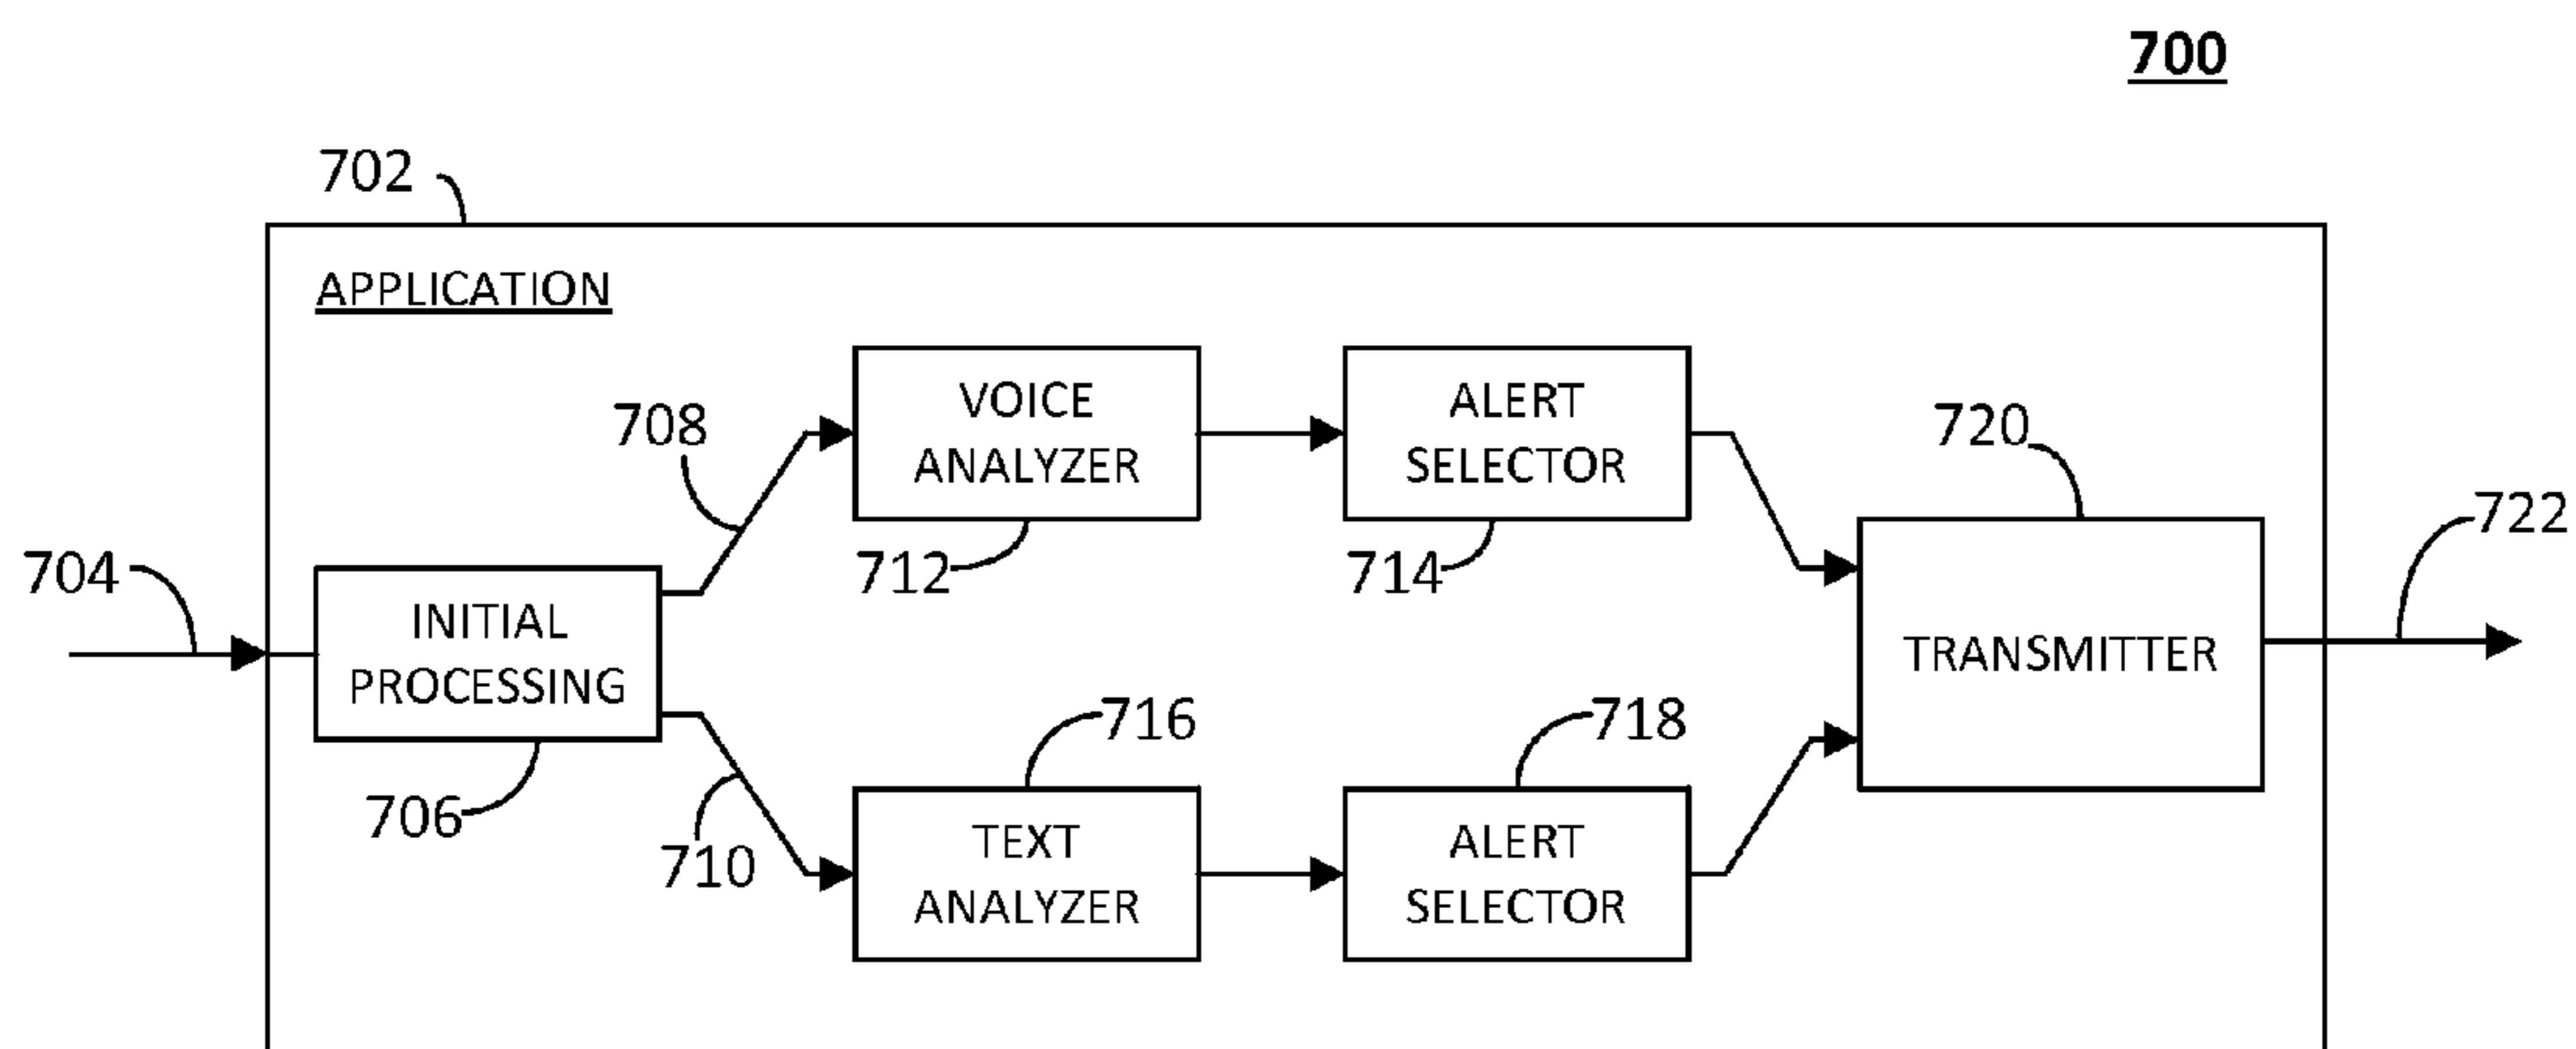 700
702
APPLICATION
VOICE
ANALYZER
ALERT
SELECTOR
708
720
722
704
712
714
INITIAL
PROCESSING
TRANSMITTER
716
718
706
710
TEXT
ANALYZER
ALERT
SELECTOR